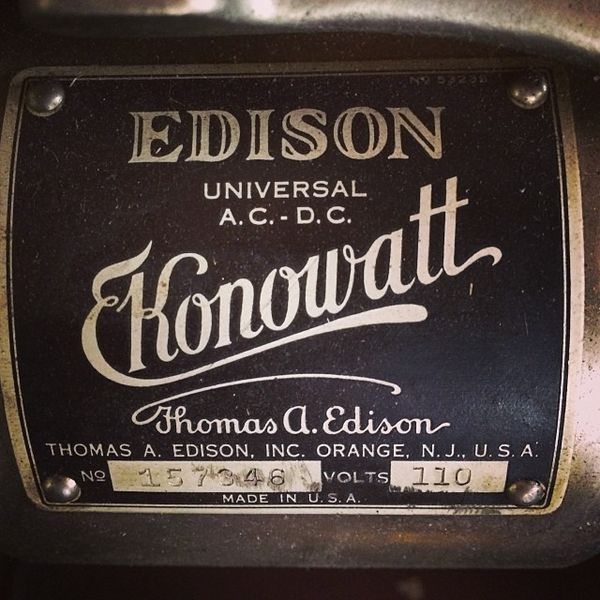 EDISON
UNIVERSAL
A.C.-D.C.
Ekonowatt
Thomas A. Edison
THOMAS A. EDISON, INC. ORANGE, N.J., U.S.A.
No 157346 VOLTS 110
MADE IN U.S.A.